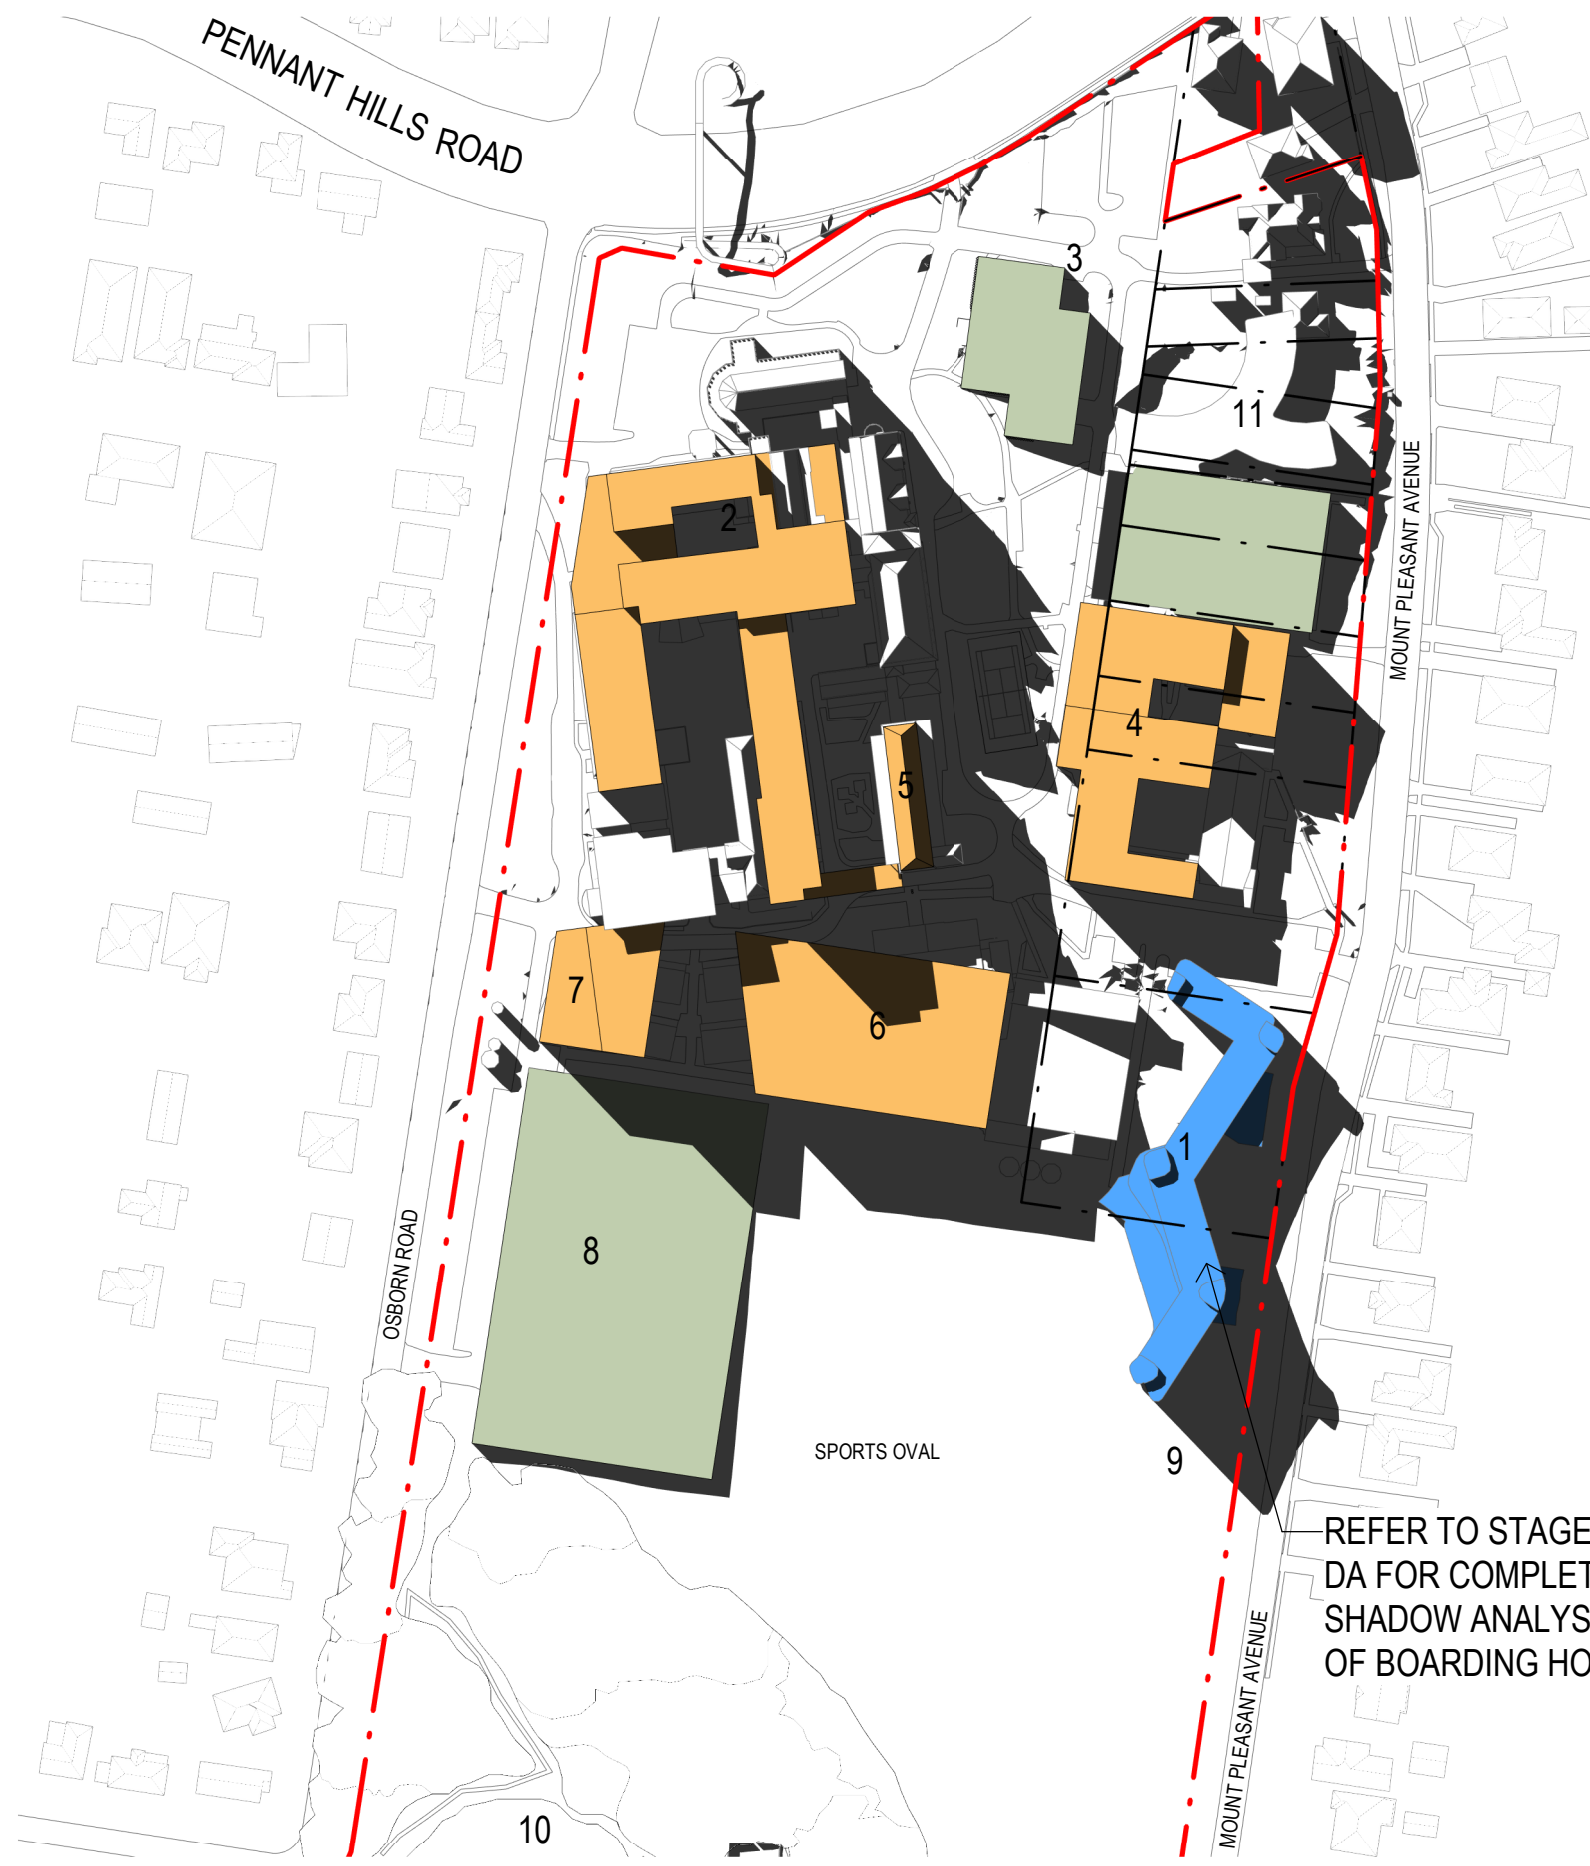 PENNANT HILLS ROAD
3
11
2
MOUNT PLEASANT AVENUE
4
5
7
6
1
8
OSBORN ROAD
SPORTS OVAL
9
REFER TO STAGE
DA FOR COMPLET
SHADOW ANALYS
OF BOARDING HO
MOUNT PLEASANT AVENUE
10